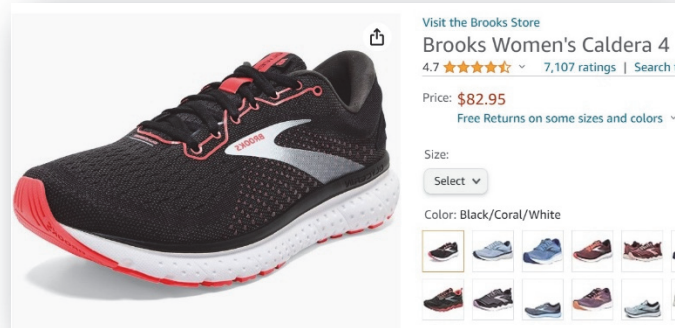 Visit the Brooks Store
Brooks Women's Caldera 4
4.7
7,107 ratings | Search
Price: $82.95
Free Returns on some sizes and colors
Size:
Select
Color: Black/Coral/White
BROOKS